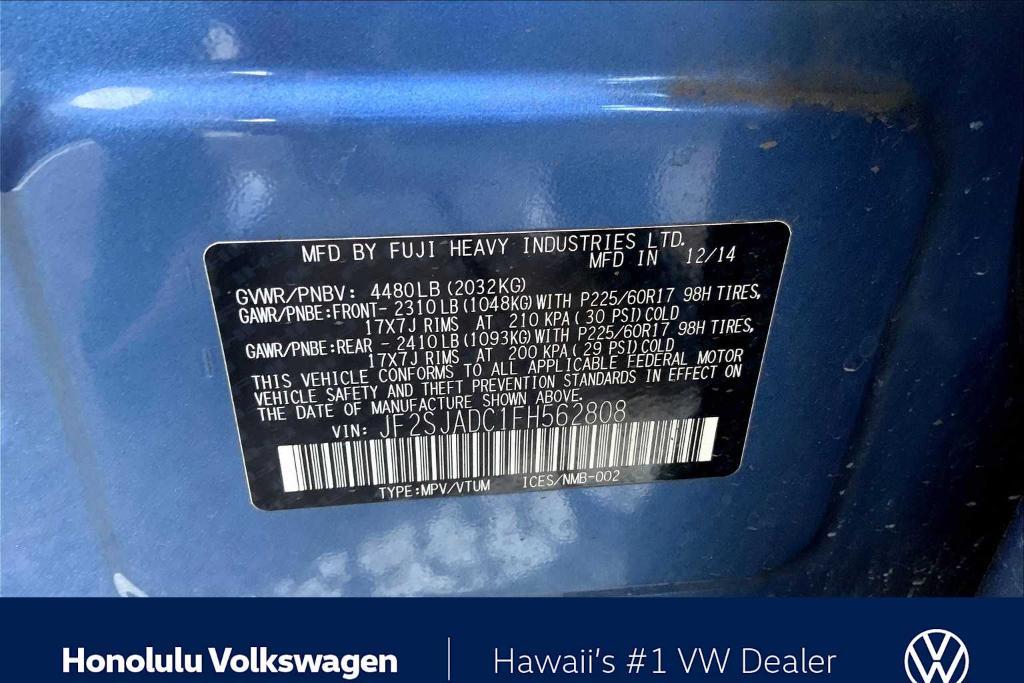 MFD BY FUJI HEAVY INDUSTRIES LTD.
MFD IN 12/14
GVWR/PNBV: 4480LB (2032KG)
GAWR/PNBE:FRONT- 2310 LB (1048KG) WITH P225/60R17 98H TIRES,
17X7J RIMS AT 210 KPA ( 30 PSI) COLD
GAWR/PNBE:REAR - 2410 LB (1093KG) WITH P225/60R17 98H TIRES,
17X7J RIMS AT 200 KPA ( 29 PSI) COLD
THIS VEHICLE CONFORMS TO ALL APPLICABLE FEDERAL MOTOR
VEHICLE SAFETY AND THEFT PREVENTION STANDARDS IN EFFECT ON
THE DATE OF MANUFACTURE SHOWN ABOVE.
VIN: JF2SJADC1FH562808
TYPE:MPV/VTUM ICES/NMB-002
Honolulu Volkswagen | Hawaii's #1 VW Dealer